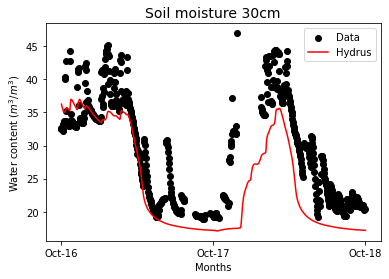 Soil moisture 30cm
Data
Hydrus
Water content (m³/m³)
45
40
35
30
25
20
Oct-16
Oct-17
Oct-18
Months